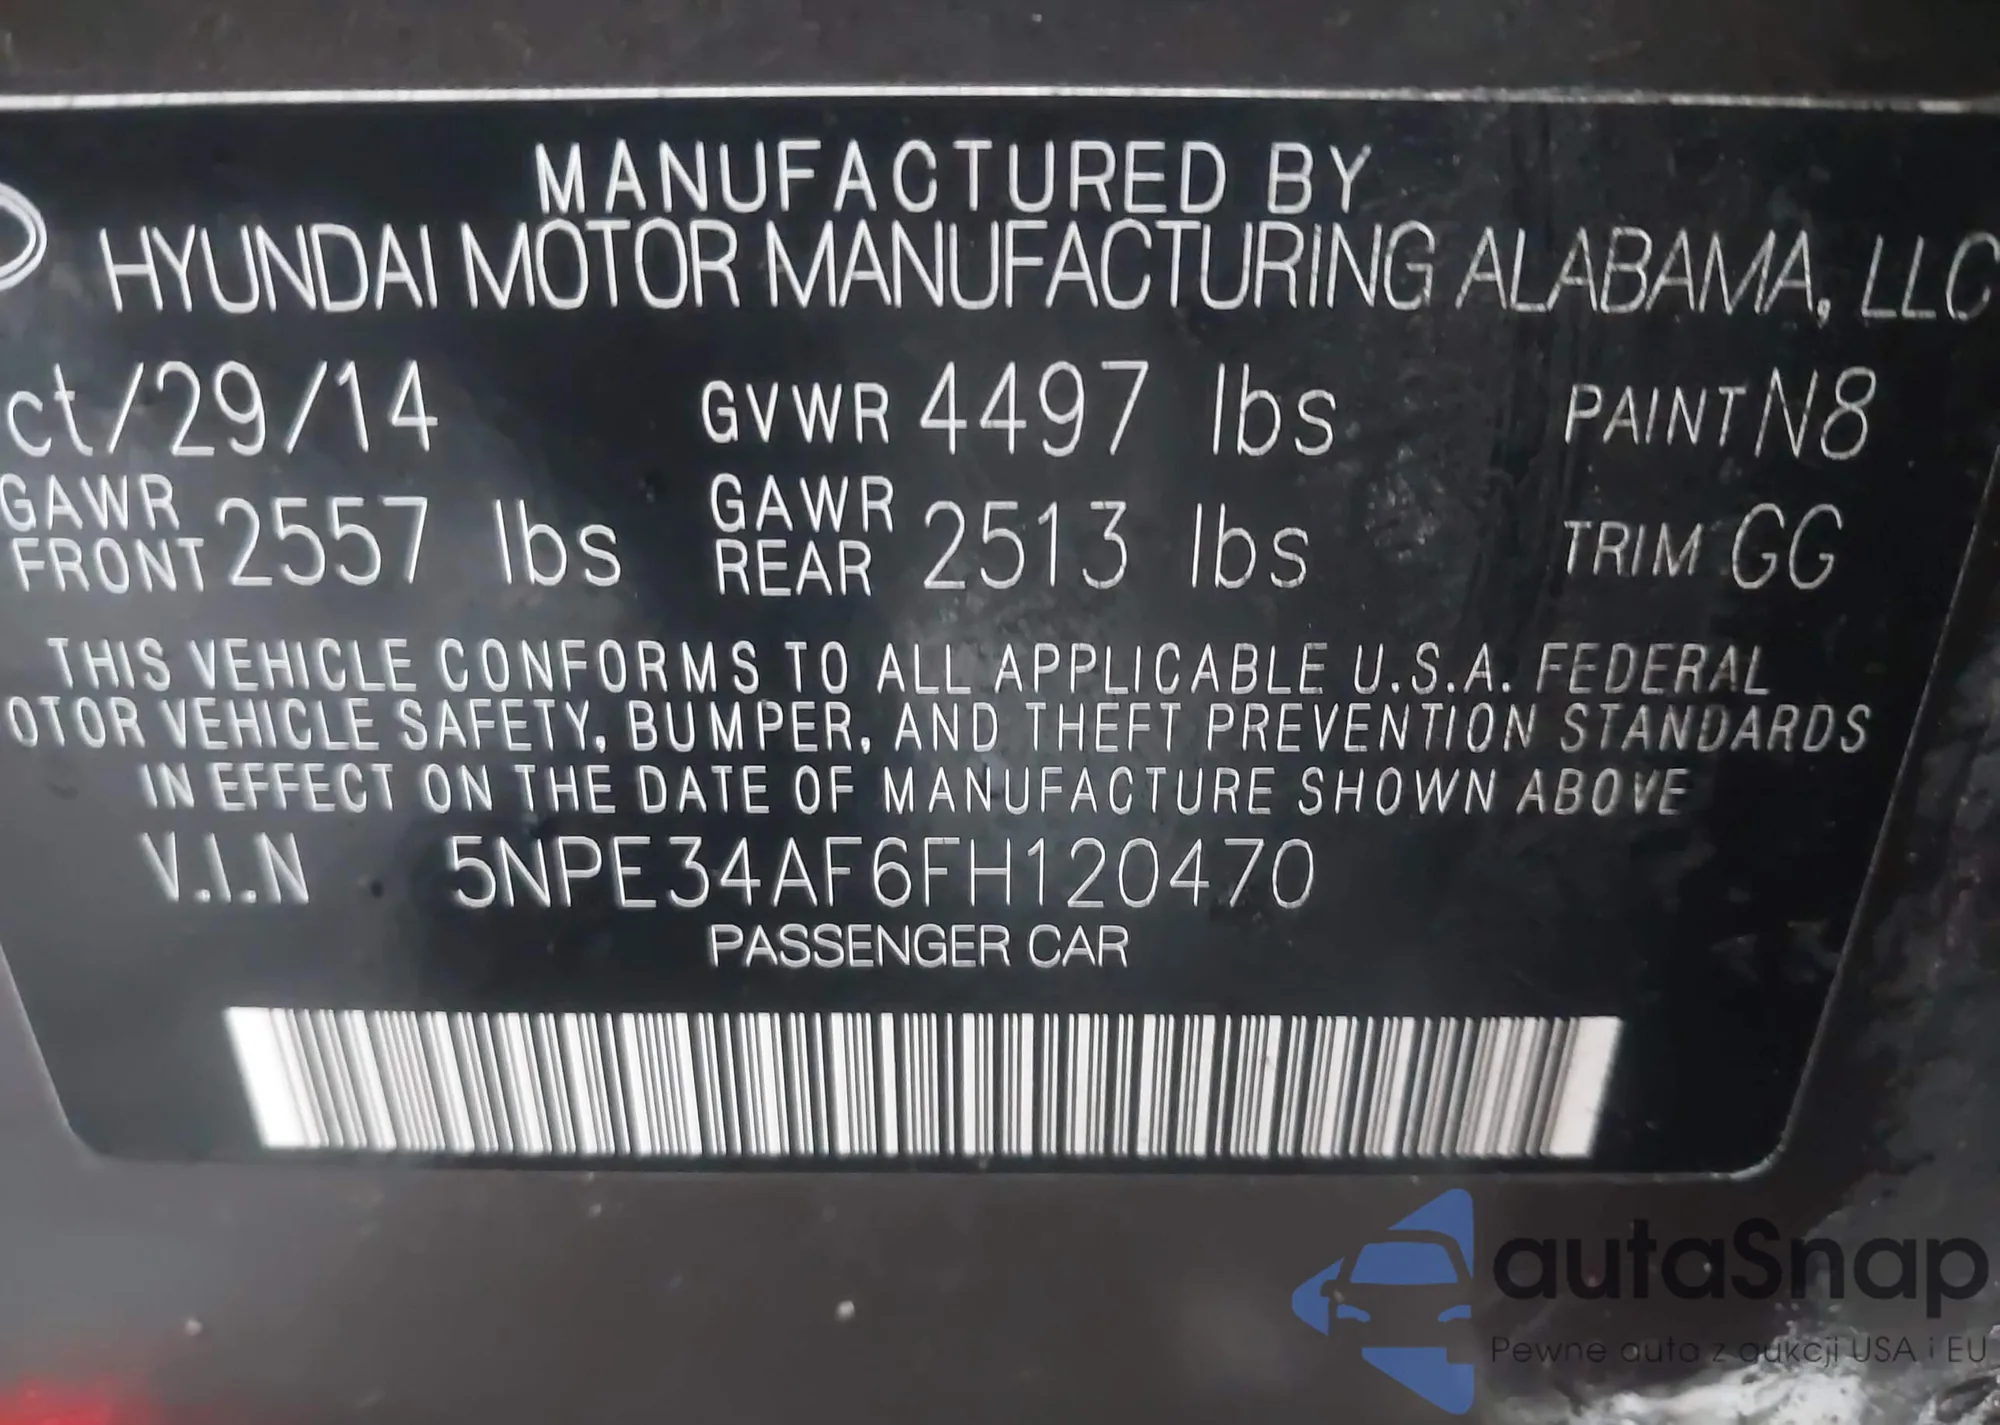 MANUFACTURED BY
HYUNDAI MOTOR MANUFACTURING ALABAMA, LLC
ct/29/14 GVWR 4497 lbs PAINT N8
GAWR FRONT 2557 lbs GAWR REAR 2513 lbs TRIM GG
THIS VEHICLE CONFORMS TO ALL APPLICABLE U.S.A. FEDERAL
OTOR VEHICLE SAFETY, BUMPER, AND THEFT PREVENTION STANDARDS
IN EFFECT ON THE DATE OF MANUFACTURE SHOWN ABOVE
V.I.N 5NPE34AF6FH120470
PASSENGER CAR
autaSnap
Pewne auta z aukcji USA i EU